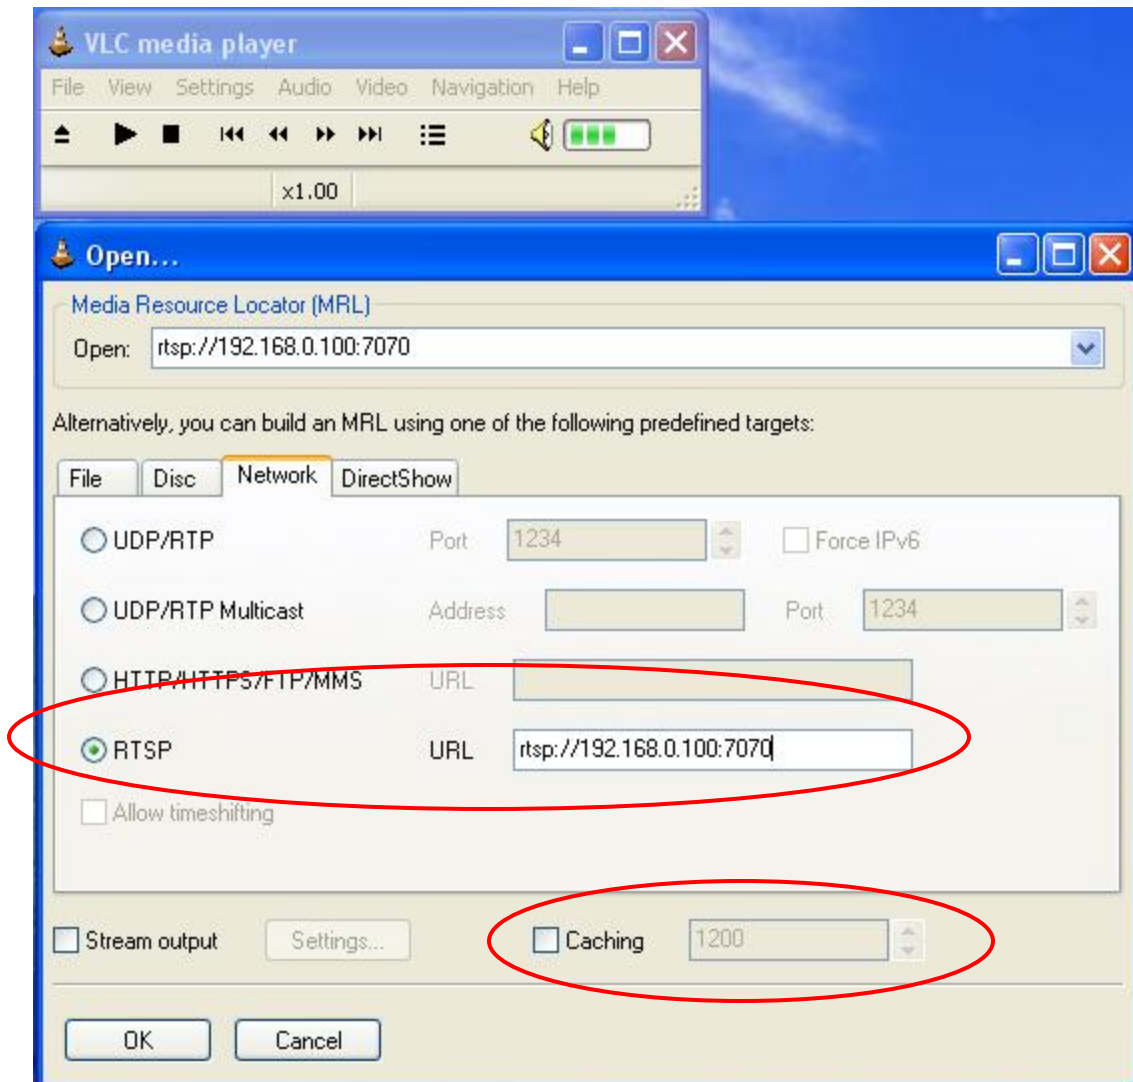 VLC media player
File View Settings Audio Video Navigation Help
x1.00
Open...
Media Resource Locator (MRL)
Open: rtsp://192.168.0.100:7070
Alternatively, you can build an MRL using one of the following predefined targets:
File Disc Network DirectShow
UDP/RTP Port 1234 Force IPv6
UDP/RTP Multicast Address Port 1234
HTTP/HTTPS/FTP/MMS URL
RTSP URL rtsp://192.168.0.100:7070
Allow timeshifting
Stream output Settings... Caching 1200
OK Cancel